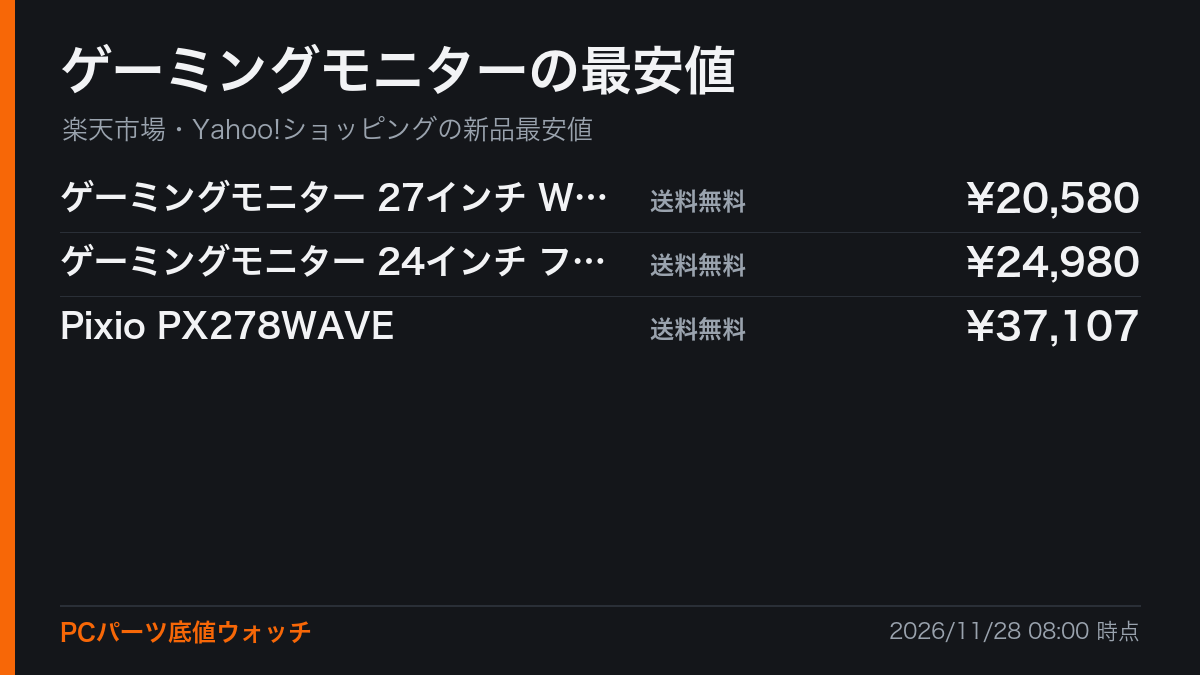 ゲーミングモニターの最安値
楽天市場・Yahoo!ショッピングの新品最安値
ゲーミングモニター 27インチ W… 送料無料 ¥20,580
ゲーミングモニター 24インチ フ… 送料無料 ¥24,980
Pixio PX278WAVE 送料無料 ¥37,107
PCパーツ底値ウォッチ 2026/11/28 08:00 時点